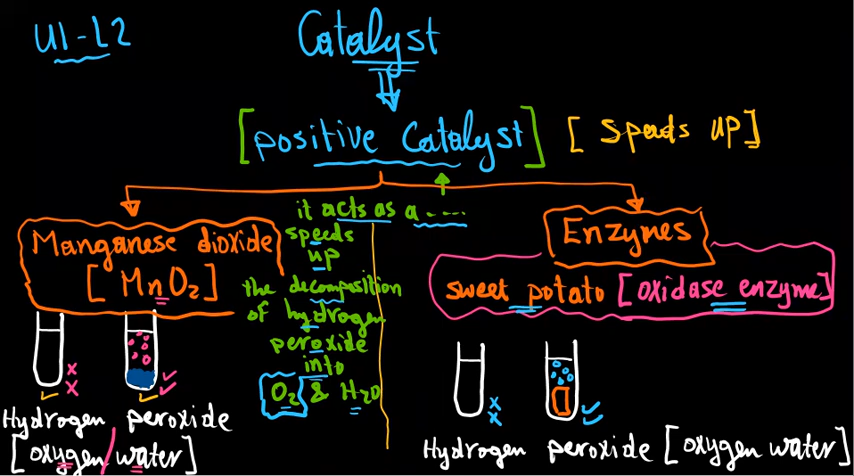 U1-L2
Catalyst
[positive Catalyst] [Speeds up]
it acts as a ....
speeds
up
the decomposition
of hydrogen
peroxide
into
O2 & H2O
Manganese dioxide
[MnO2]
Hydrogen peroxide
[oxygen/water]
Enzymes
sweet potato [oxidase enzyme]
Hydrogen peroxide [oxygen water]